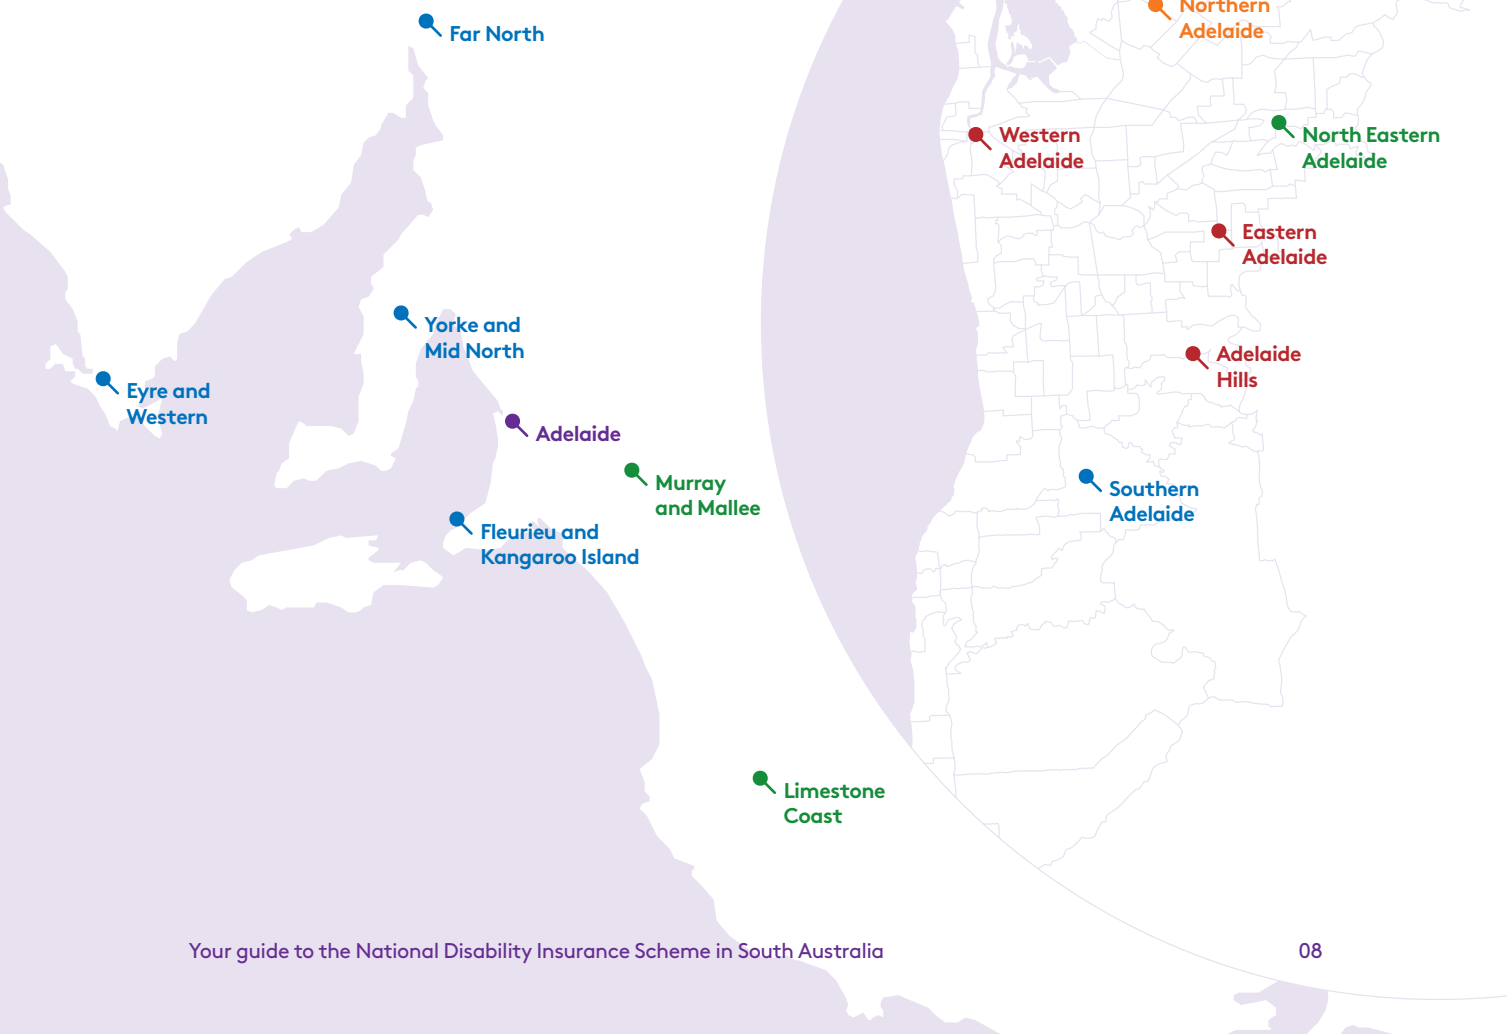 Northern
Adelaide
Far North
Western
Adelaide
North Eastern
Adelaide
Eastern
Adelaide
Yorke and
Mid North
Adelaide
Hills
Eyre and
Western
Adelaide
Murray
and Mallee
Southern
Adelaide
Fleurieu and
Kangaroo Island
Limestone
Coast
Your guide to the National Disability Insurance Scheme in South Australia
08